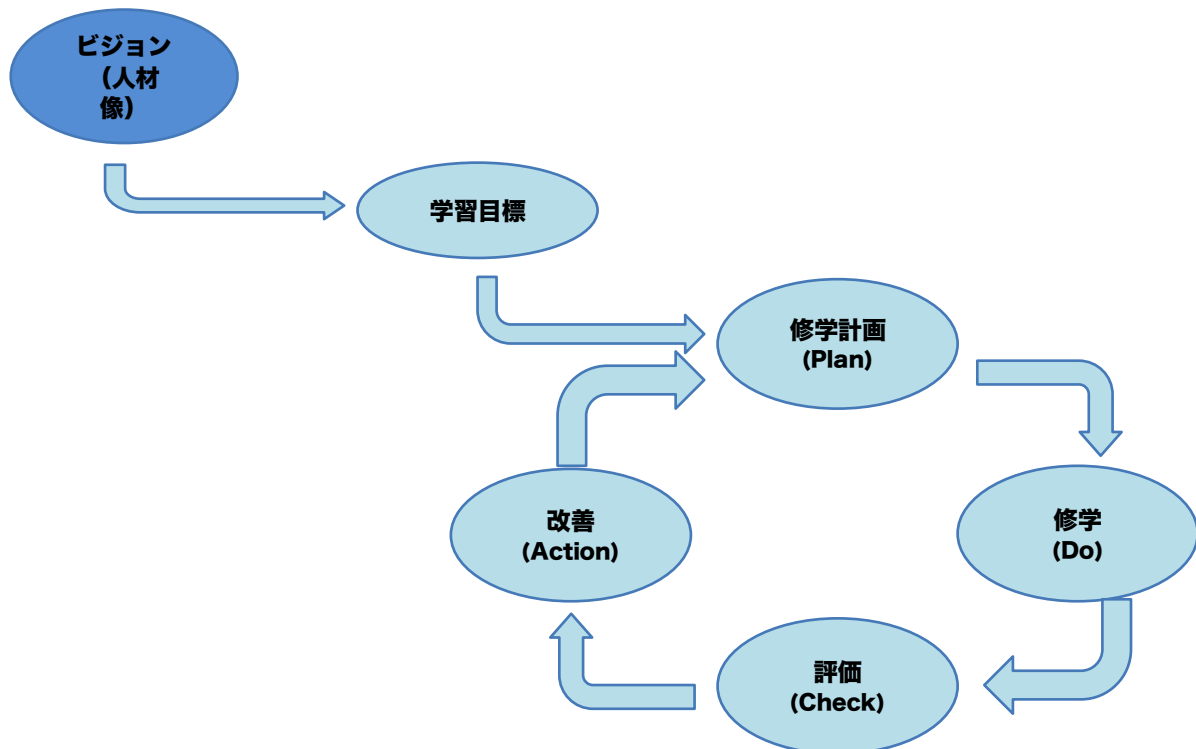 ビジョン
(人材
像)
学習目標
修学計画
(Plan)
修学
(Do)
評価
(Check)
改善
(Action)